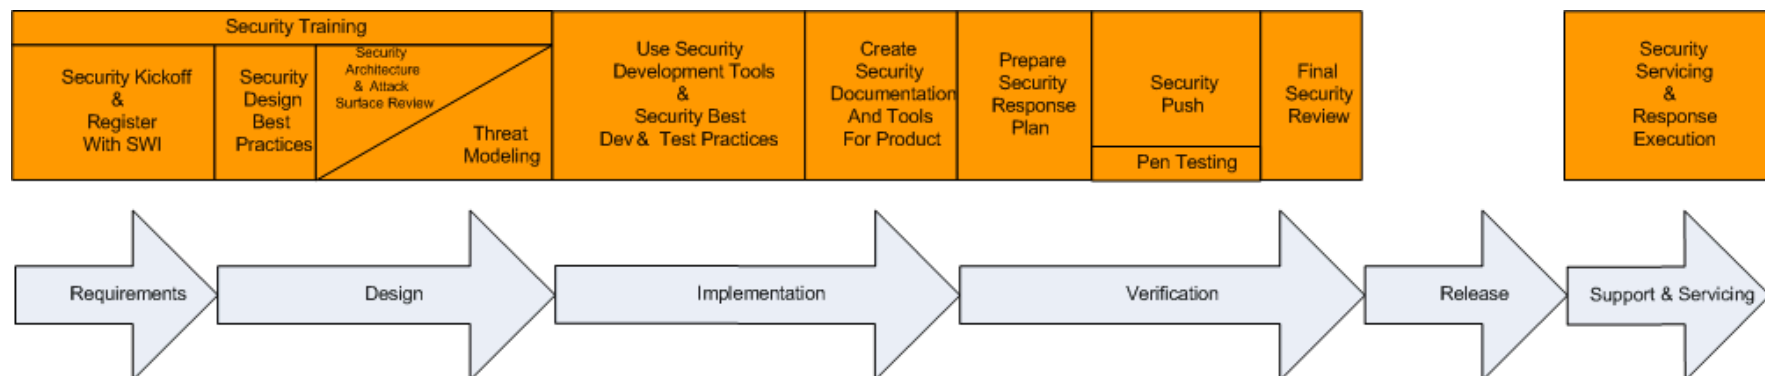 Security Training
Security Kickoff
&
Register
With SWI
Security
Design
Best
Practices
Security
Architecture
& Attack
Surface Review
Threat
Modeling
Use Security
Development Tools
&
Security Best
Dev & Test Practices
Create
Security
Documentation
And Tools
For Product
Prepare
Security
Response
Plan
Security
Push
Pen Testing
Final
Security
Review
Security
Servicing
&
Response
Execution
Requirements
Design
Implementation
Verification
Release
Support & Servicing